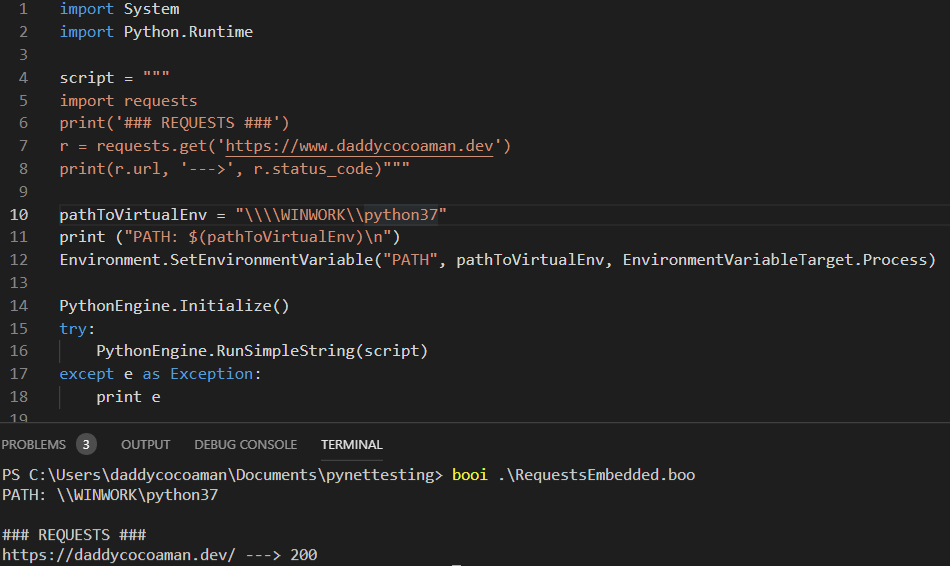 1 import System
2 import Python.Runtime
3
4 script = """
5 import requests
6 print('### REQUESTS ###')
7 r = requests.get('https://www.daddycocoaman.dev')
8 print(r.url, '--->', r.status_code)"""
9
10 pathToVirtualEnv = "\\\\WINWORK\\python37"
11 print ("PATH: $(pathToVirtualEnv)\n")
12 Environment.SetEnvironmentVariable("PATH", pathToVirtualEnv, EnvironmentVariableTarget.Process)
13
14 PythonEngine.Initialize()
15 try:
16     PythonEngine.RunSimpleString(script)
17 except e as Exception:
18     print e
19
PROBLEMS 3 OUTPUT DEBUG CONSOLE TERMINAL
PS C:\Users\daddycocoaman\Documents\pynettesting> booi .\RequestsEmbedded.boo
PATH: \\WINWORK\python37
### REQUESTS ###
https://daddycocoaman.dev/ ---> 200